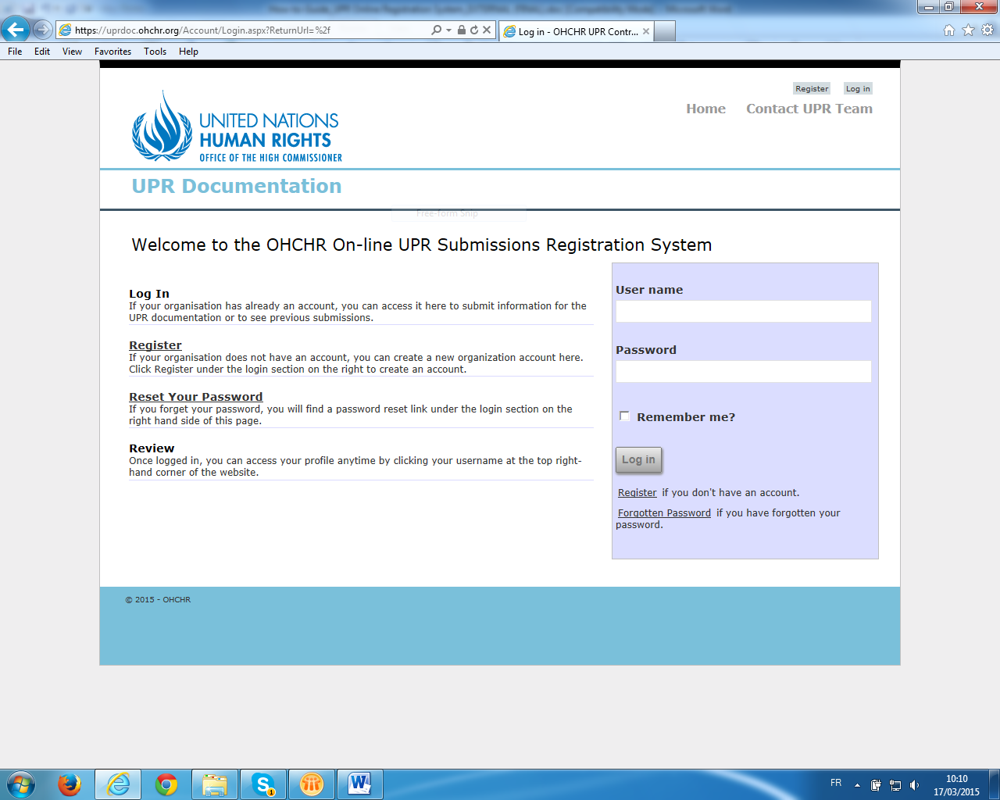 https://uprdoc.ohchr.org/Account/Login.aspx?ReturnUrl=%2f
Log in - OHCHR UPR Contr...
File Edit View Favorites Tools Help
Register Log in
Home Contact UPR Team
UNITED NATIONS
HUMAN RIGHTS
OFFICE OF THE HIGH COMMISSIONER
UPR Documentation
Free-form Snip
Welcome to the OHCHR On-line UPR Submissions Registration System
Log In
If your organisation has already an account, you can access it here to submit information for the
UPR documentation or to see previous submissions.
Register
If your organisation does not have an account, you can create a new organization account here.
Click Register under the login section on the right to create an account.
Reset Your Password
If you forget your password, you will find a password reset link under the login section on the
right hand side of this page.
Review
Once logged in, you can access your profile anytime by clicking your username at the top right-
hand corner of the website.
User name
Password
Remember me?
Log in
Register if you don't have an account.
Forgotten Password if you have forgotten your
password.
© 2015 - OHCHR
FR
10:10
17/03/2015